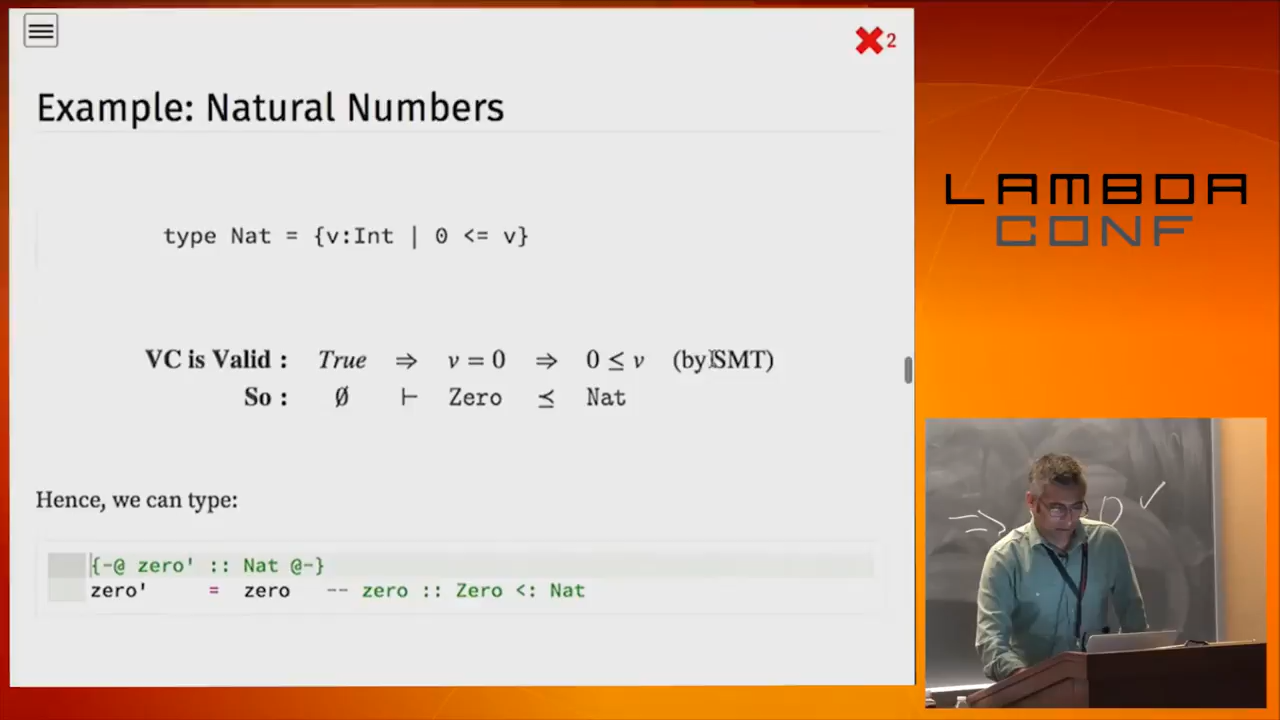 2
Example: Natural Numbers
type Nat = {v:Int | 0 <= v}
VC is Valid : True ⇒ v = 0 ⇒ 0 ≤ v (by SMT)
So : ∅ ⊢ Zero ⪯ Nat
Hence, we can type:
{-@ zero' :: Nat @-}
zero' = zero -- zero :: Zero <: Nat
LAMBDA
CONF
⇒ D ✓